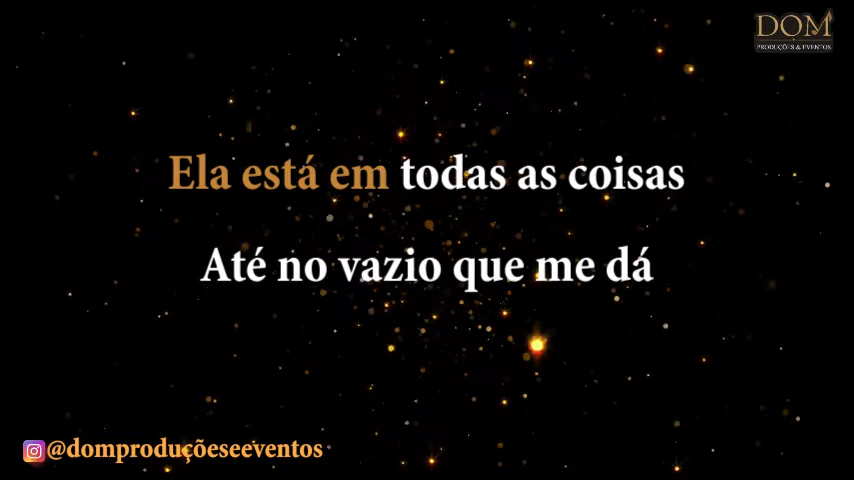 DOM
PRODUÇÕES & EVENTOS
Ela está em todas as coisas
Até no vazio que me dá
@domproduçõeseeventos